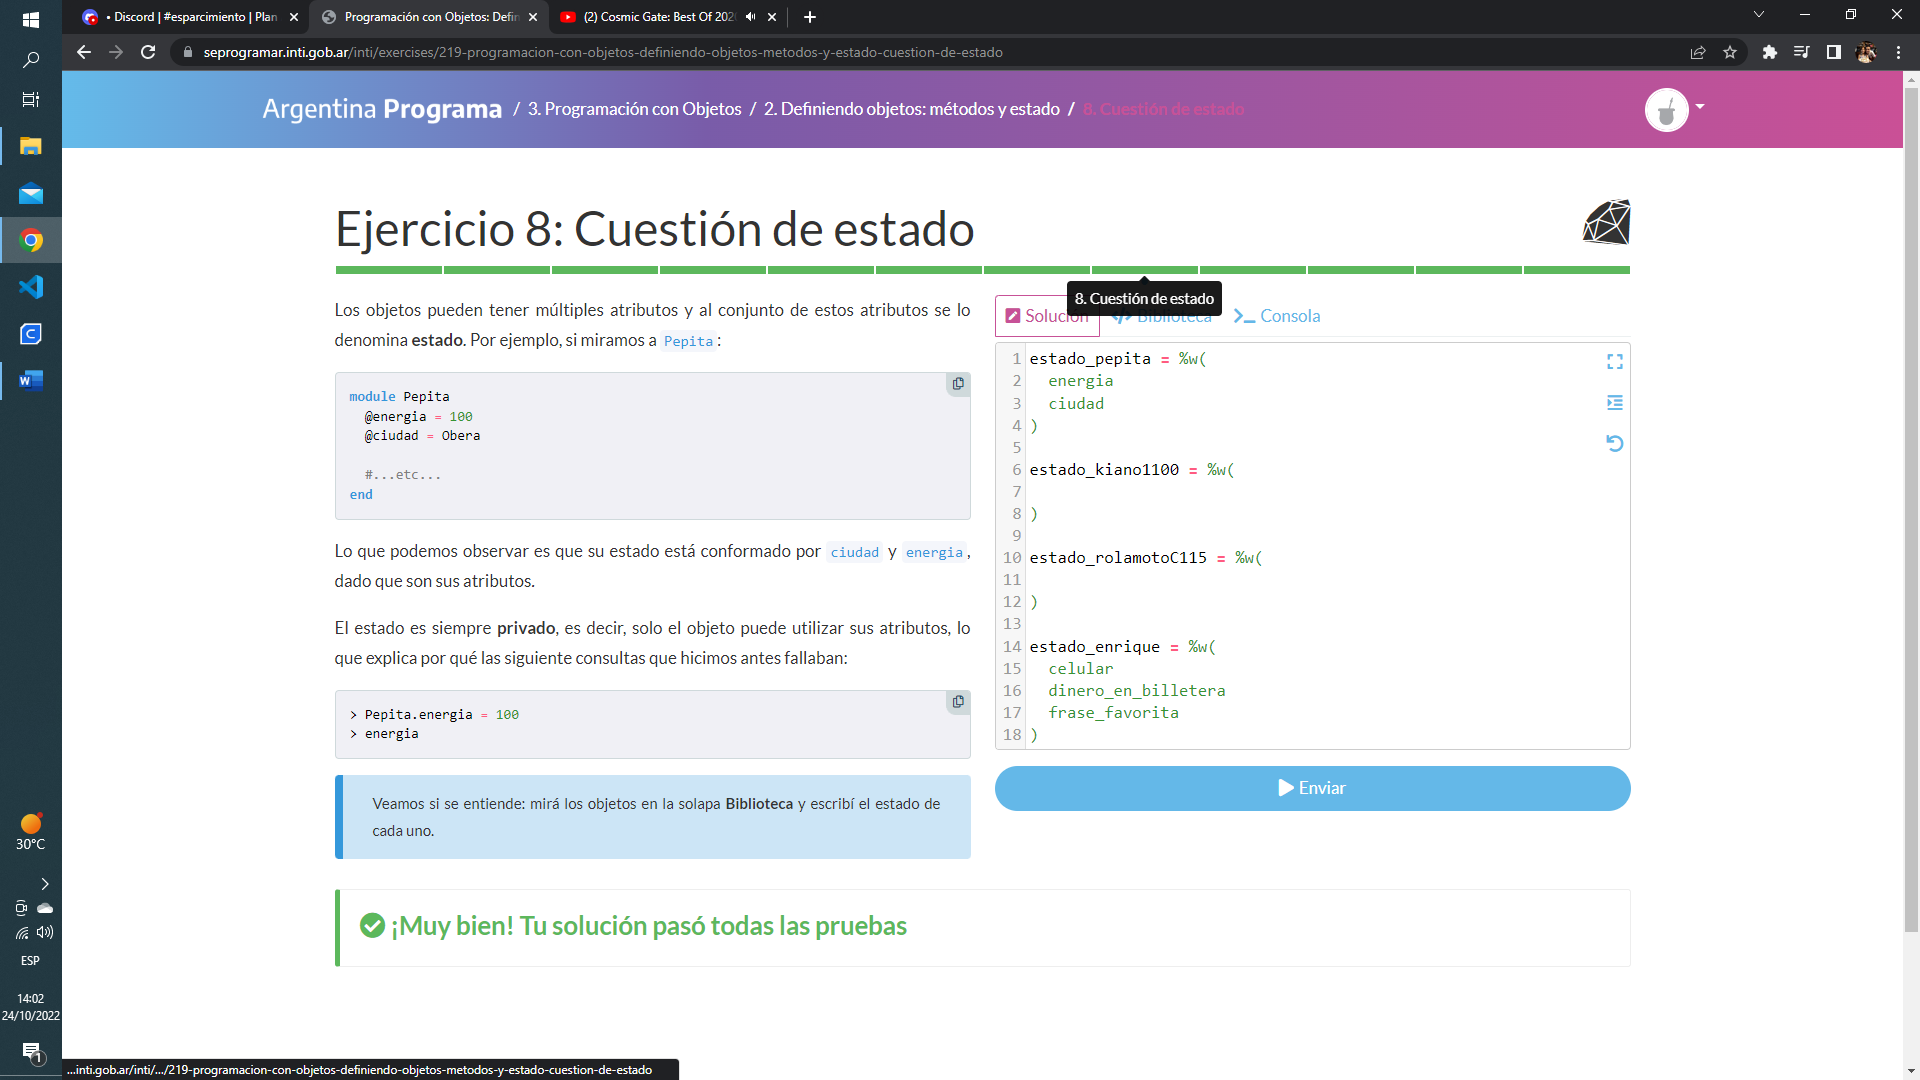 • Discord | #esparcimiento | Plan
Programación con Objetos: Defin
(2) Cosmic Gate: Best Of 202
seprogramar.inti.gob.ar/inti/exercises/219-programacion-con-objetos-definiendo-objetos-metodos-y-estado-cuestion-de-estado
Argentina Programa / 3. Programación con Objetos / 2. Definiendo objetos: métodos y estado / 8. Cuestión de estado
Ejercicio 8: Cuestión de estado
8. Cuestión de estado
Solución
Biblioteca
Consola
Los objetos pueden tener múltiples atributos y al conjunto de estos atributos se lo
denomina estado. Por ejemplo, si miramos a Pepita:
module Pepita
@energia = 100
@ciudad = Obera
#...etc...
end
Lo que podemos observar es que su estado está conformado por ciudad y energia,
dado que son sus atributos.
El estado es siempre privado, es decir, solo el objeto puede utilizar sus atributos, lo
que explica por qué las siguiente consultas que hicimos antes fallaban:
> Pepita.energia = 100
> energia
Veamos si se entiende: mirá los objetos en la solapa Biblioteca y escribí el estado de
cada uno.
1 estado_pepita = %w(
2 energia
3 ciudad
4 )
5
6 estado_kiano1100 = %w(
7
8 )
9
10 estado_rolamotoC115 = %w(
11
12 )
13
14 estado_enrique = %w(
15 celular
16 dinero_en_billetera
17 frase_favorita
18 )
Enviar
¡Muy bien! Tu solución pasó todas las pruebas
30°C
ESP
14:02
24/10/2022
1
...inti.gob.ar/inti/.../219-programacion-con-objetos-definiendo-objetos-metodos-y-estado-cuestion-de-estado